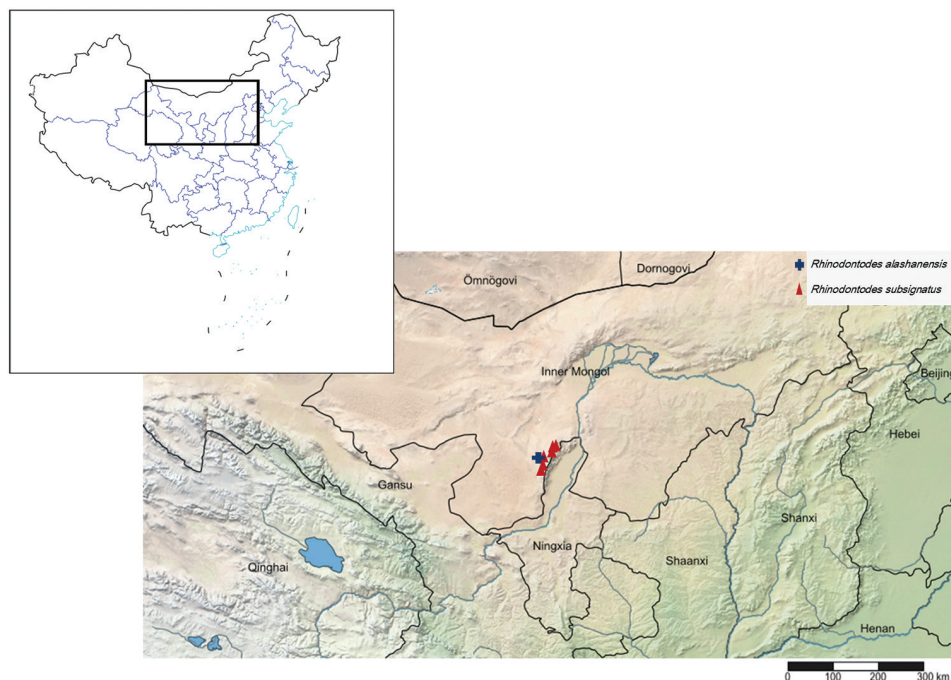 Rhinodontodes alashanensis
Rhinodontodes subsignatus
Ömnögovi
Dornogovi
Inner Mongol
Beijing
Hebei
Gansu
Shanxi
Ningxia
Shaanxi
Qinghai
Henan
0 100 200 300 km